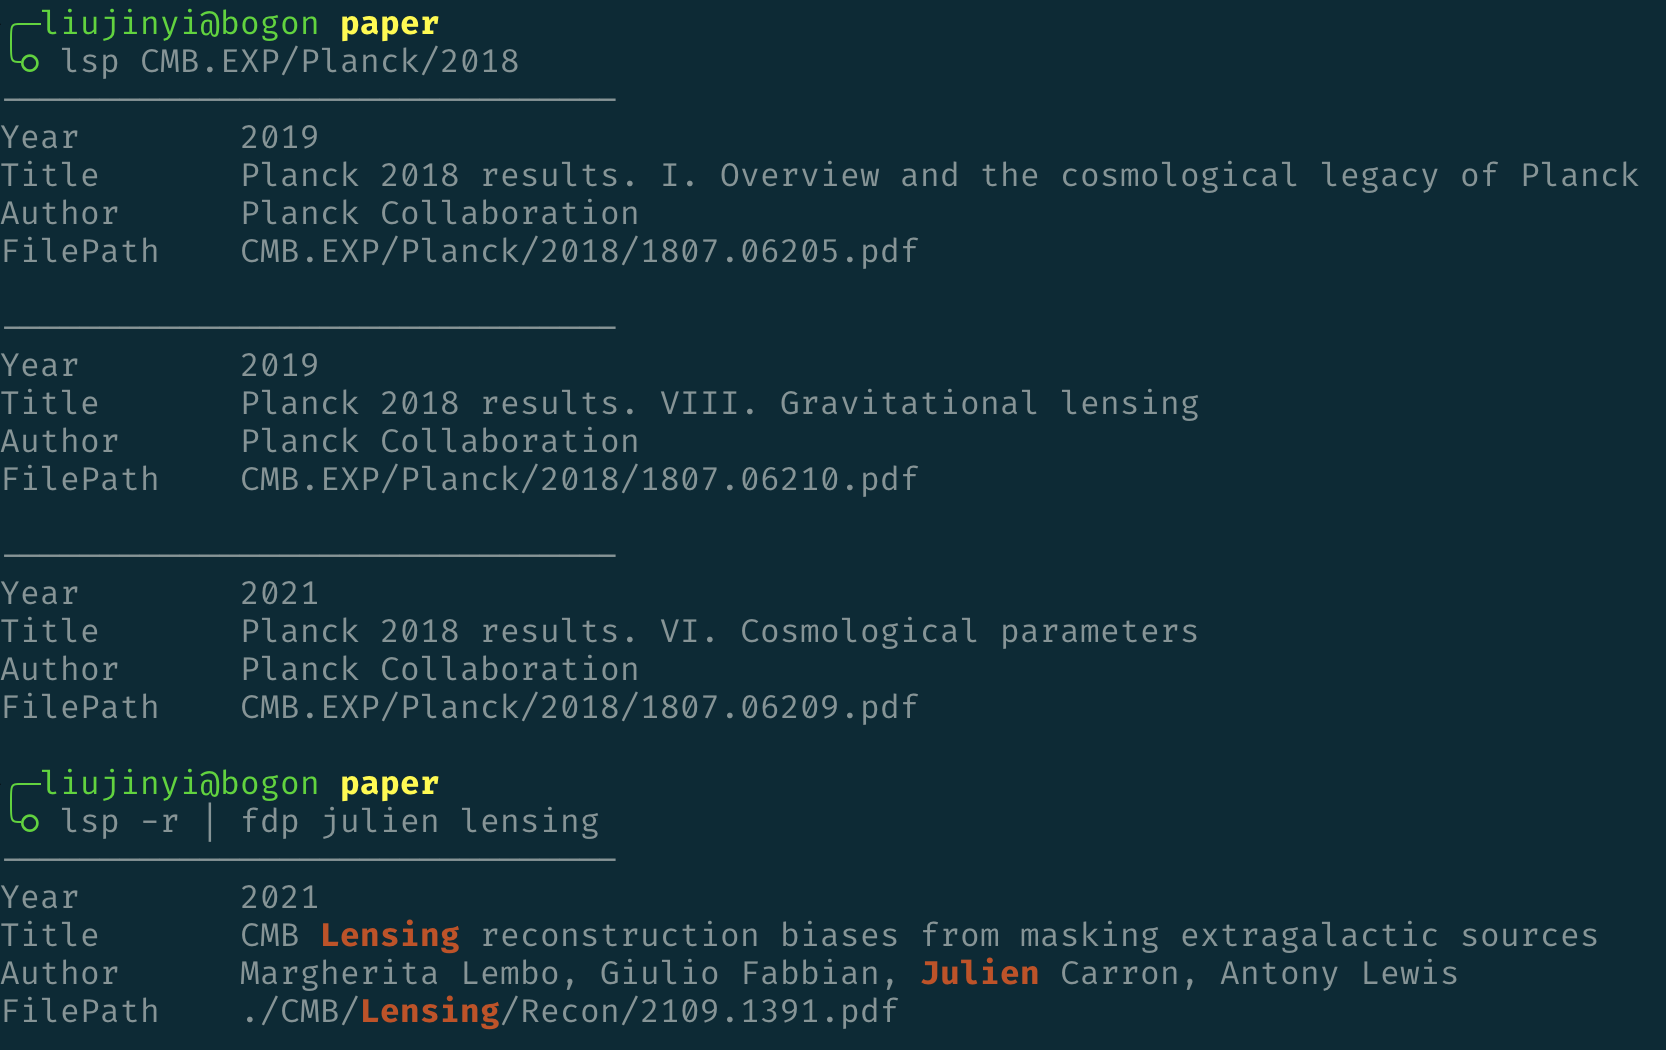 liujinyi@bogon paper
lsp CMB.EXP/Planck/2018
Year 2019
Title Planck 2018 results. I. Overview and the cosmological legacy of Planck
Author Planck Collaboration
FilePath CMB.EXP/Planck/2018/1807.06205.pdf
Year 2019
Title Planck 2018 results. VIII. Gravitational lensing
Author Planck Collaboration
FilePath CMB.EXP/Planck/2018/1807.06210.pdf
Year 2021
Title Planck 2018 results. VI. Cosmological parameters
Author Planck Collaboration
FilePath CMB.EXP/Planck/2018/1807.06209.pdf
liujinyi@bogon paper
lsp -r | fdp julien lensing
Year 2021
Title CMB Lensing reconstruction biases from masking extragalactic sources
Author Margherita Lembo, Giulio Fabbian, Julien Carron, Antony Lewis
FilePath ./CMB/Lensing/Recon/2109.1391.pdf